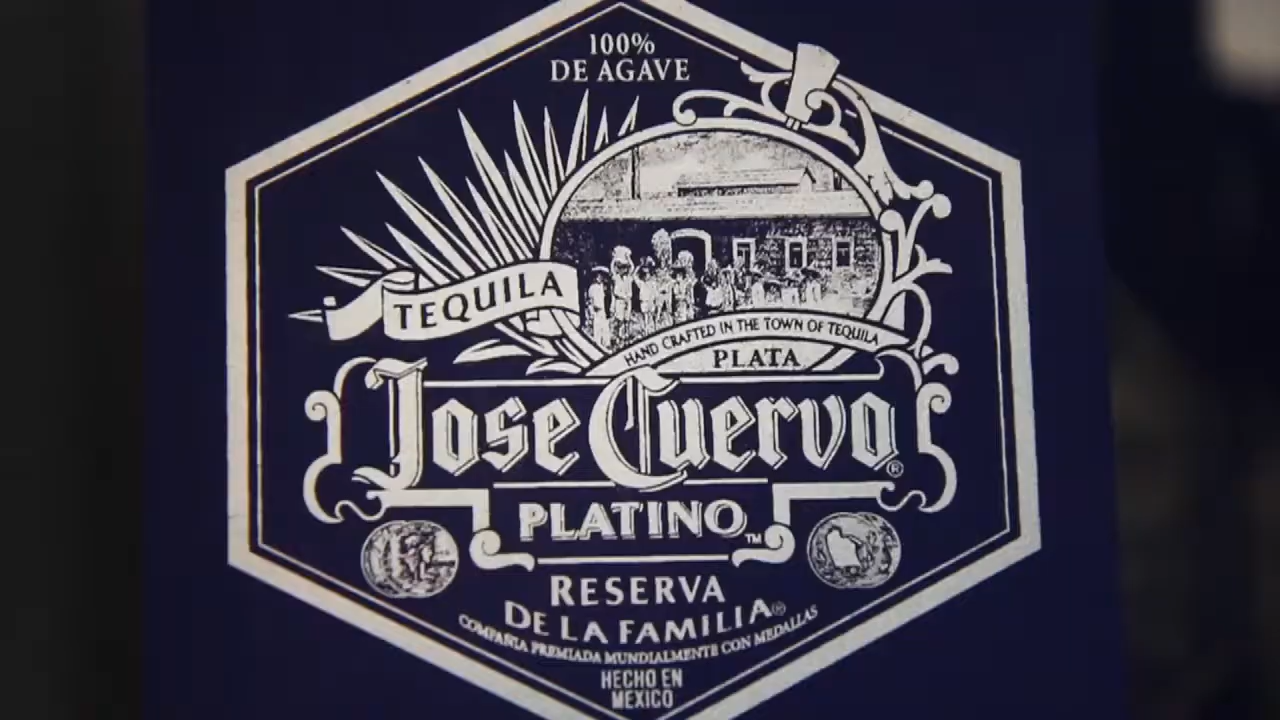 100%
DE AGAVE
TEQUILA
HAND CRAFTED IN THE TOWN OF TEQUILA
PLATA
Jose Cuervo®
PLATINO™
RESERVA
DE LA FAMILIA®
COMPAÑIA PREMIADA MUNDIALMENTE CON MEDALLAS
HECHO EN
MEXICO